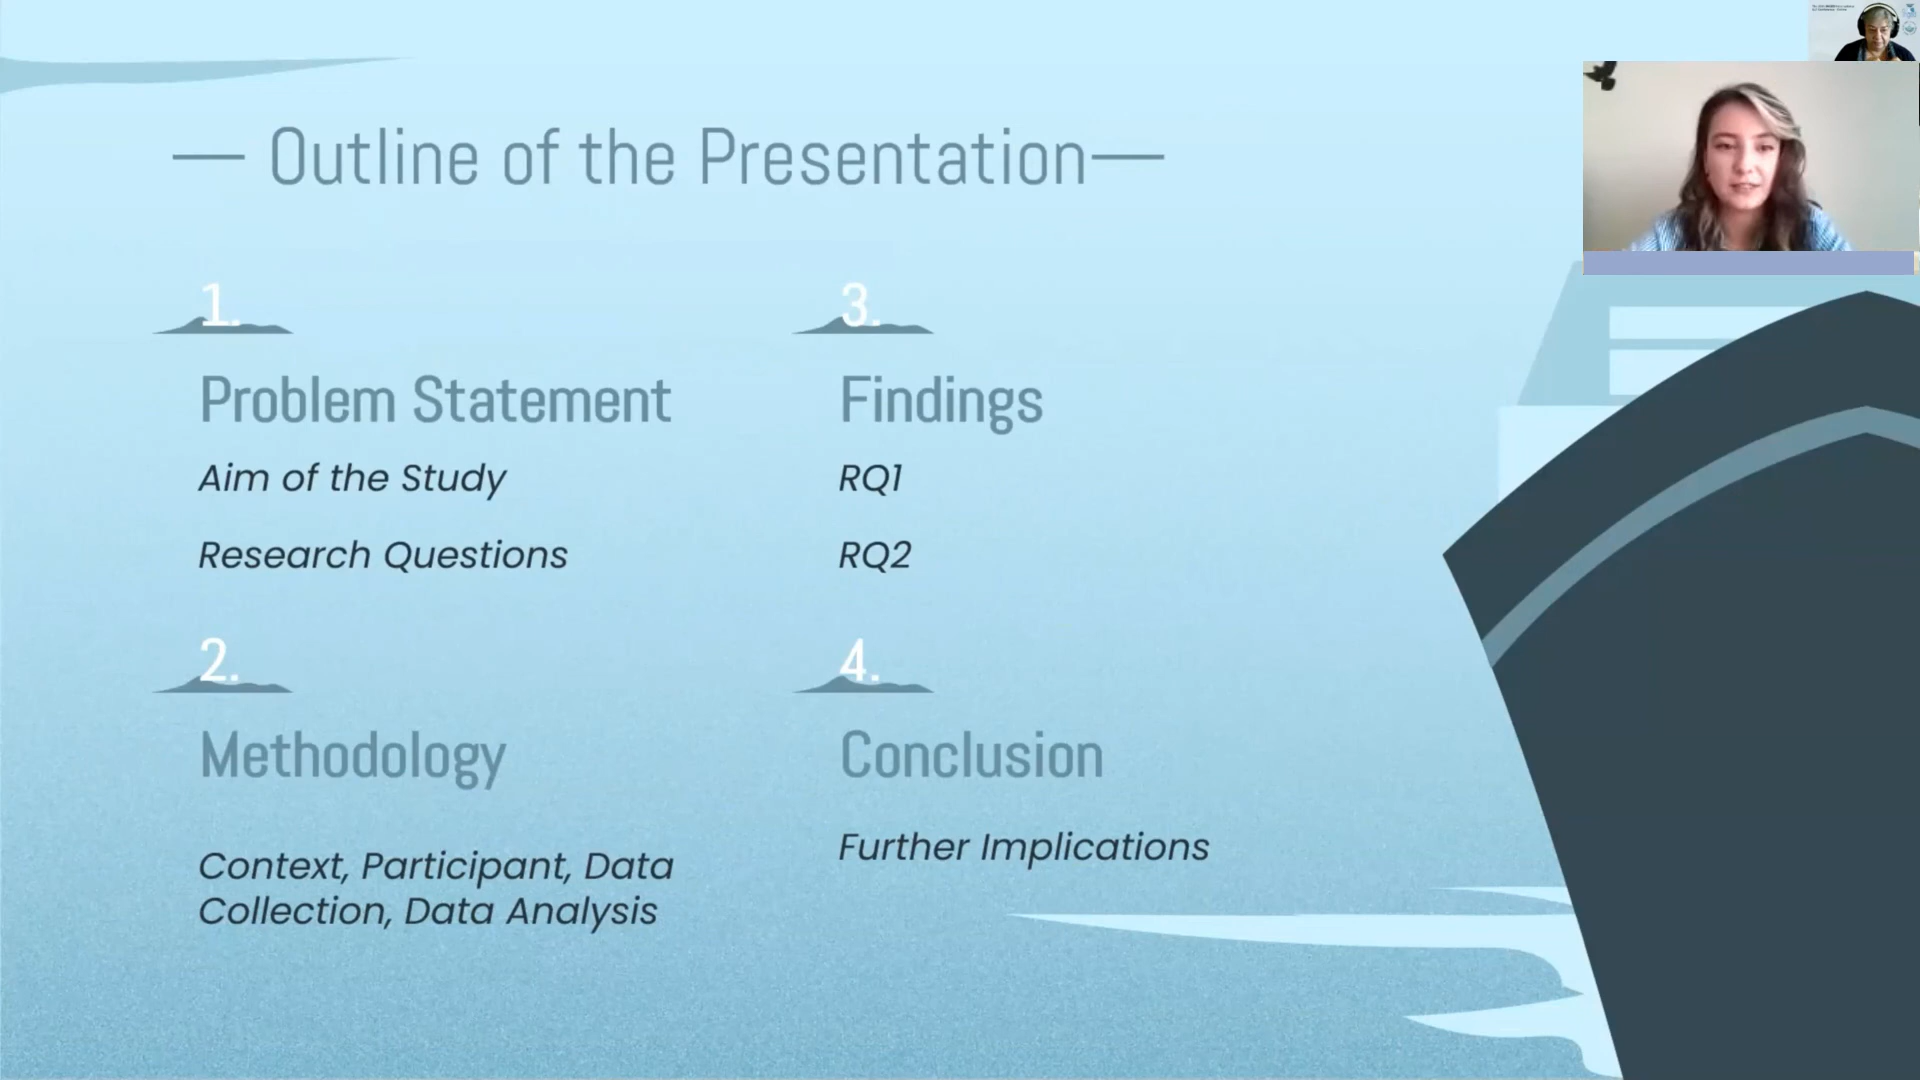 — Outline of the Presentation—
1.
Problem Statement
Aim of the Study
Research Questions
2.
Methodology
Context, Participant, Data
Collection, Data Analysis
3.
Findings
RQ1
RQ2
4.
Conclusion
Further Implications